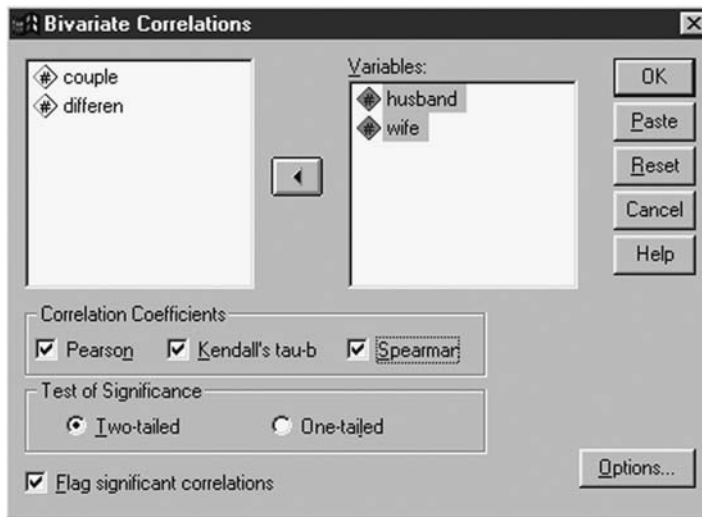 Bivariate Correlations
# couple
# differen
Variables:
# husband
# wife
OK
Paste
Reset
Cancel
Help
Correlation Coefficients
Pearson Kendall's tau-b Spearman
Test of Significance
Two-tailed One-tailed
Flag significant correlations
Options...